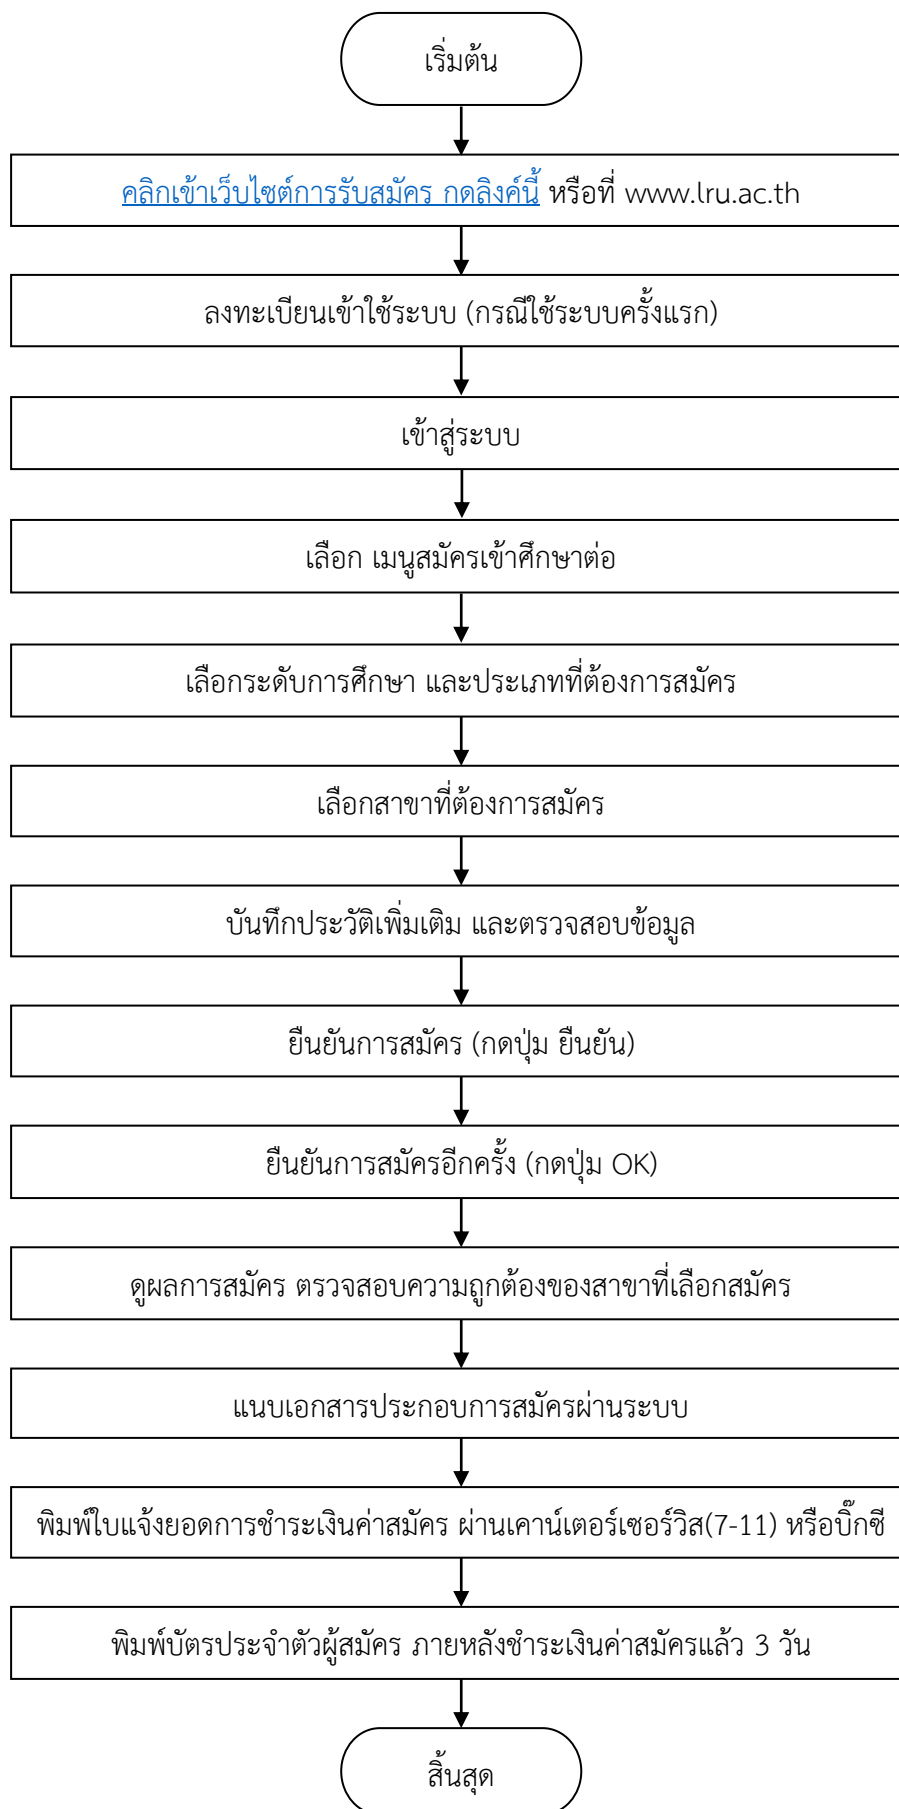 เริ่มต้น
คลิกเข้าเว็บไซต์การรับสมัคร กดลิงค์นี้ หรือที่ www.lru.ac.th
ลงทะเบียนเข้าใช้ระบบ (กรณีใช้ระบบครั้งแรก)
เข้าสู่ระบบ
เลือก เมนูสมัครเข้าศึกษาต่อ
เลือกระดับการศึกษา และประเภทที่ต้องการสมัคร
เลือกสาขาที่ต้องการสมัคร
บันทึกประวัติเพิ่มเติม และตรวจสอบข้อมูล
ยืนยันการสมัคร (กดปุ่ม ยืนยัน)
ยืนยันการสมัครอีกครั้ง (กดปุ่ม OK)
ดูผลการสมัคร ตรวจสอบความถูกต้องของสาขาที่เลือกสมัคร
แนบเอกสารประกอบการสมัครผ่านระบบ
พิมพ์ใบแจ้งยอดการชำระเงินค่าสมัคร ผ่านเคาน์เตอร์เซอร์วิส(7-11) หรือบิ๊กซี
พิมพ์บัตรประจำตัวผู้สมัคร ภายหลังชำระเงินค่าสมัครแล้ว 3 วัน
สิ้นสุด